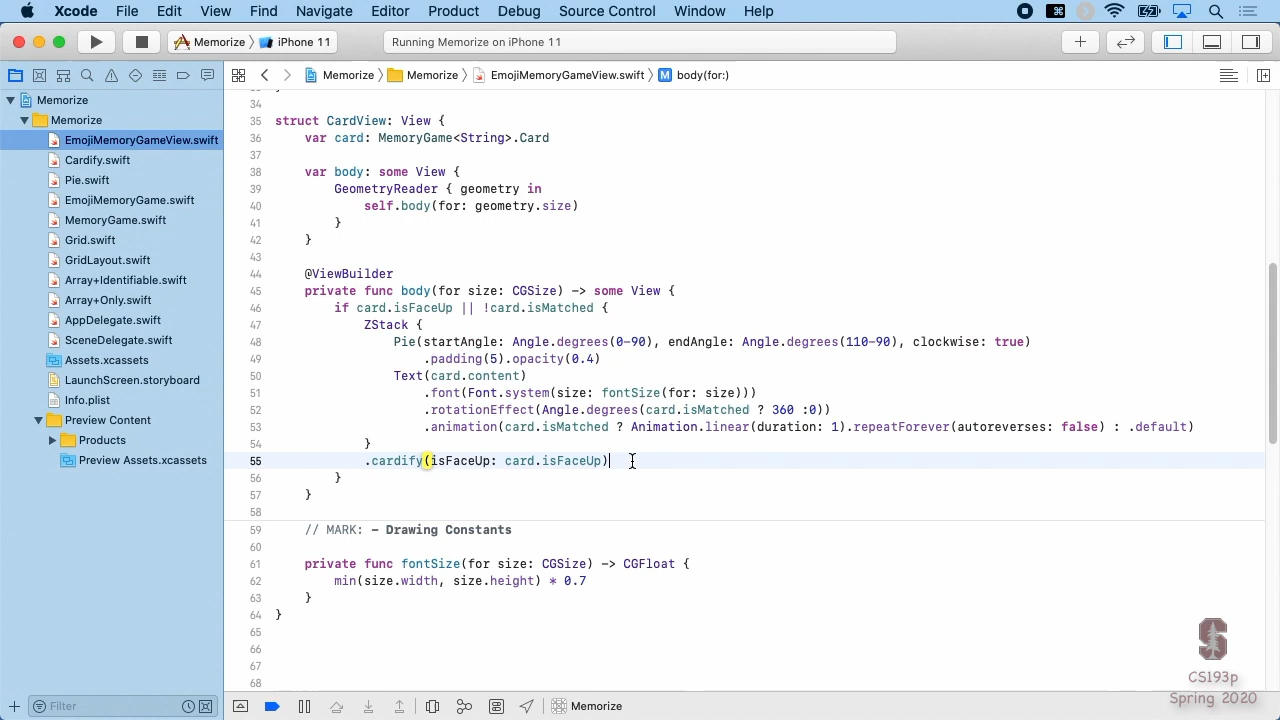 Xcode File Edit View Find Navigate Editor Product Debug Source Control Window Help
Memorize iPhone 11 Running Memorize on iPhone 11
Memorize Memorize EmojiMemoryGameView.swift M body(for:)
Memorize
Memorize
EmojiMemoryGameView.swift
Cardify.swift
Pie.swift
EmojiMemoryGame.swift
MemoryGame.swift
Grid.swift
GridLayout.swift
Array+Identifiable.swift
Array+Only.swift
AppDelegate.swift
SceneDelegate.swift
Assets.xcassets
LaunchScreen.storyboard
Info.plist
Preview Content
Products
Preview Assets.xcassets
Filter
34
35 struct CardView: View {
36 var card: MemoryGame<String>.Card
37
38 var body: some View {
39 GeometryReader { geometry in
40 self.body(for: geometry.size)
41 }
42 }
43
44 @ViewBuilder
45 private func body(for size: CGSize) -> some View {
46 if card.isFaceUp || !card.isMatched {
47 ZStack {
48 Pie(startAngle: Angle.degrees(0-90), endAngle: Angle.degrees(110-90), clockwise: true)
49 .padding(5).opacity(0.4)
50 Text(card.content)
51 .font(Font.system(size: fontSize(for: size)))
52 .rotationEffect(Angle.degrees(card.isMatched ? 360 :0))
53 .animation(card.isMatched ? Animation.linear(duration: 1).repeatForever(autoreverses: false) : .default)
54 }
55 .cardify(isFaceUp: card.isFaceUp)
56 }
57 }
58
59 // MARK: - Drawing Constants
60
61 private func fontSize(for size: CGSize) -> CGFloat {
62 min(size.width, size.height) * 0.7
63 }
64 }
65
66
67
68
Memorize
S
CS193p
Spring 2020